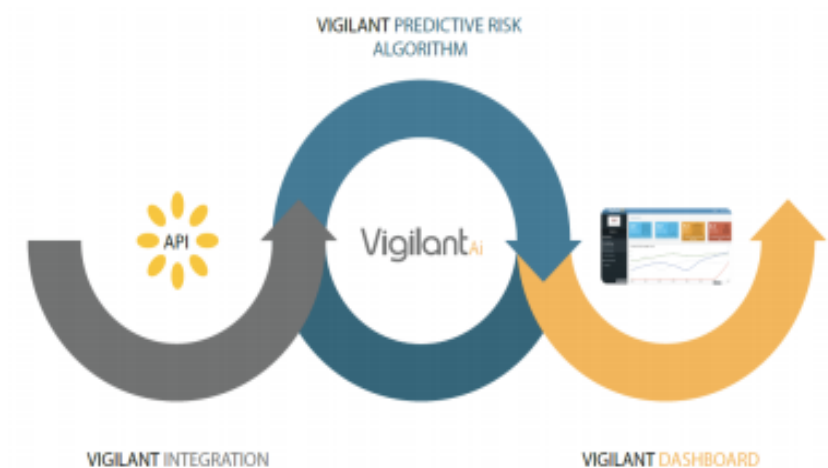 VIGILANT PREDICTIVE RISK
ALGORITHM
API
VigilantAi
VIGILANT INTEGRATION
VIGILANT DASHBOARD